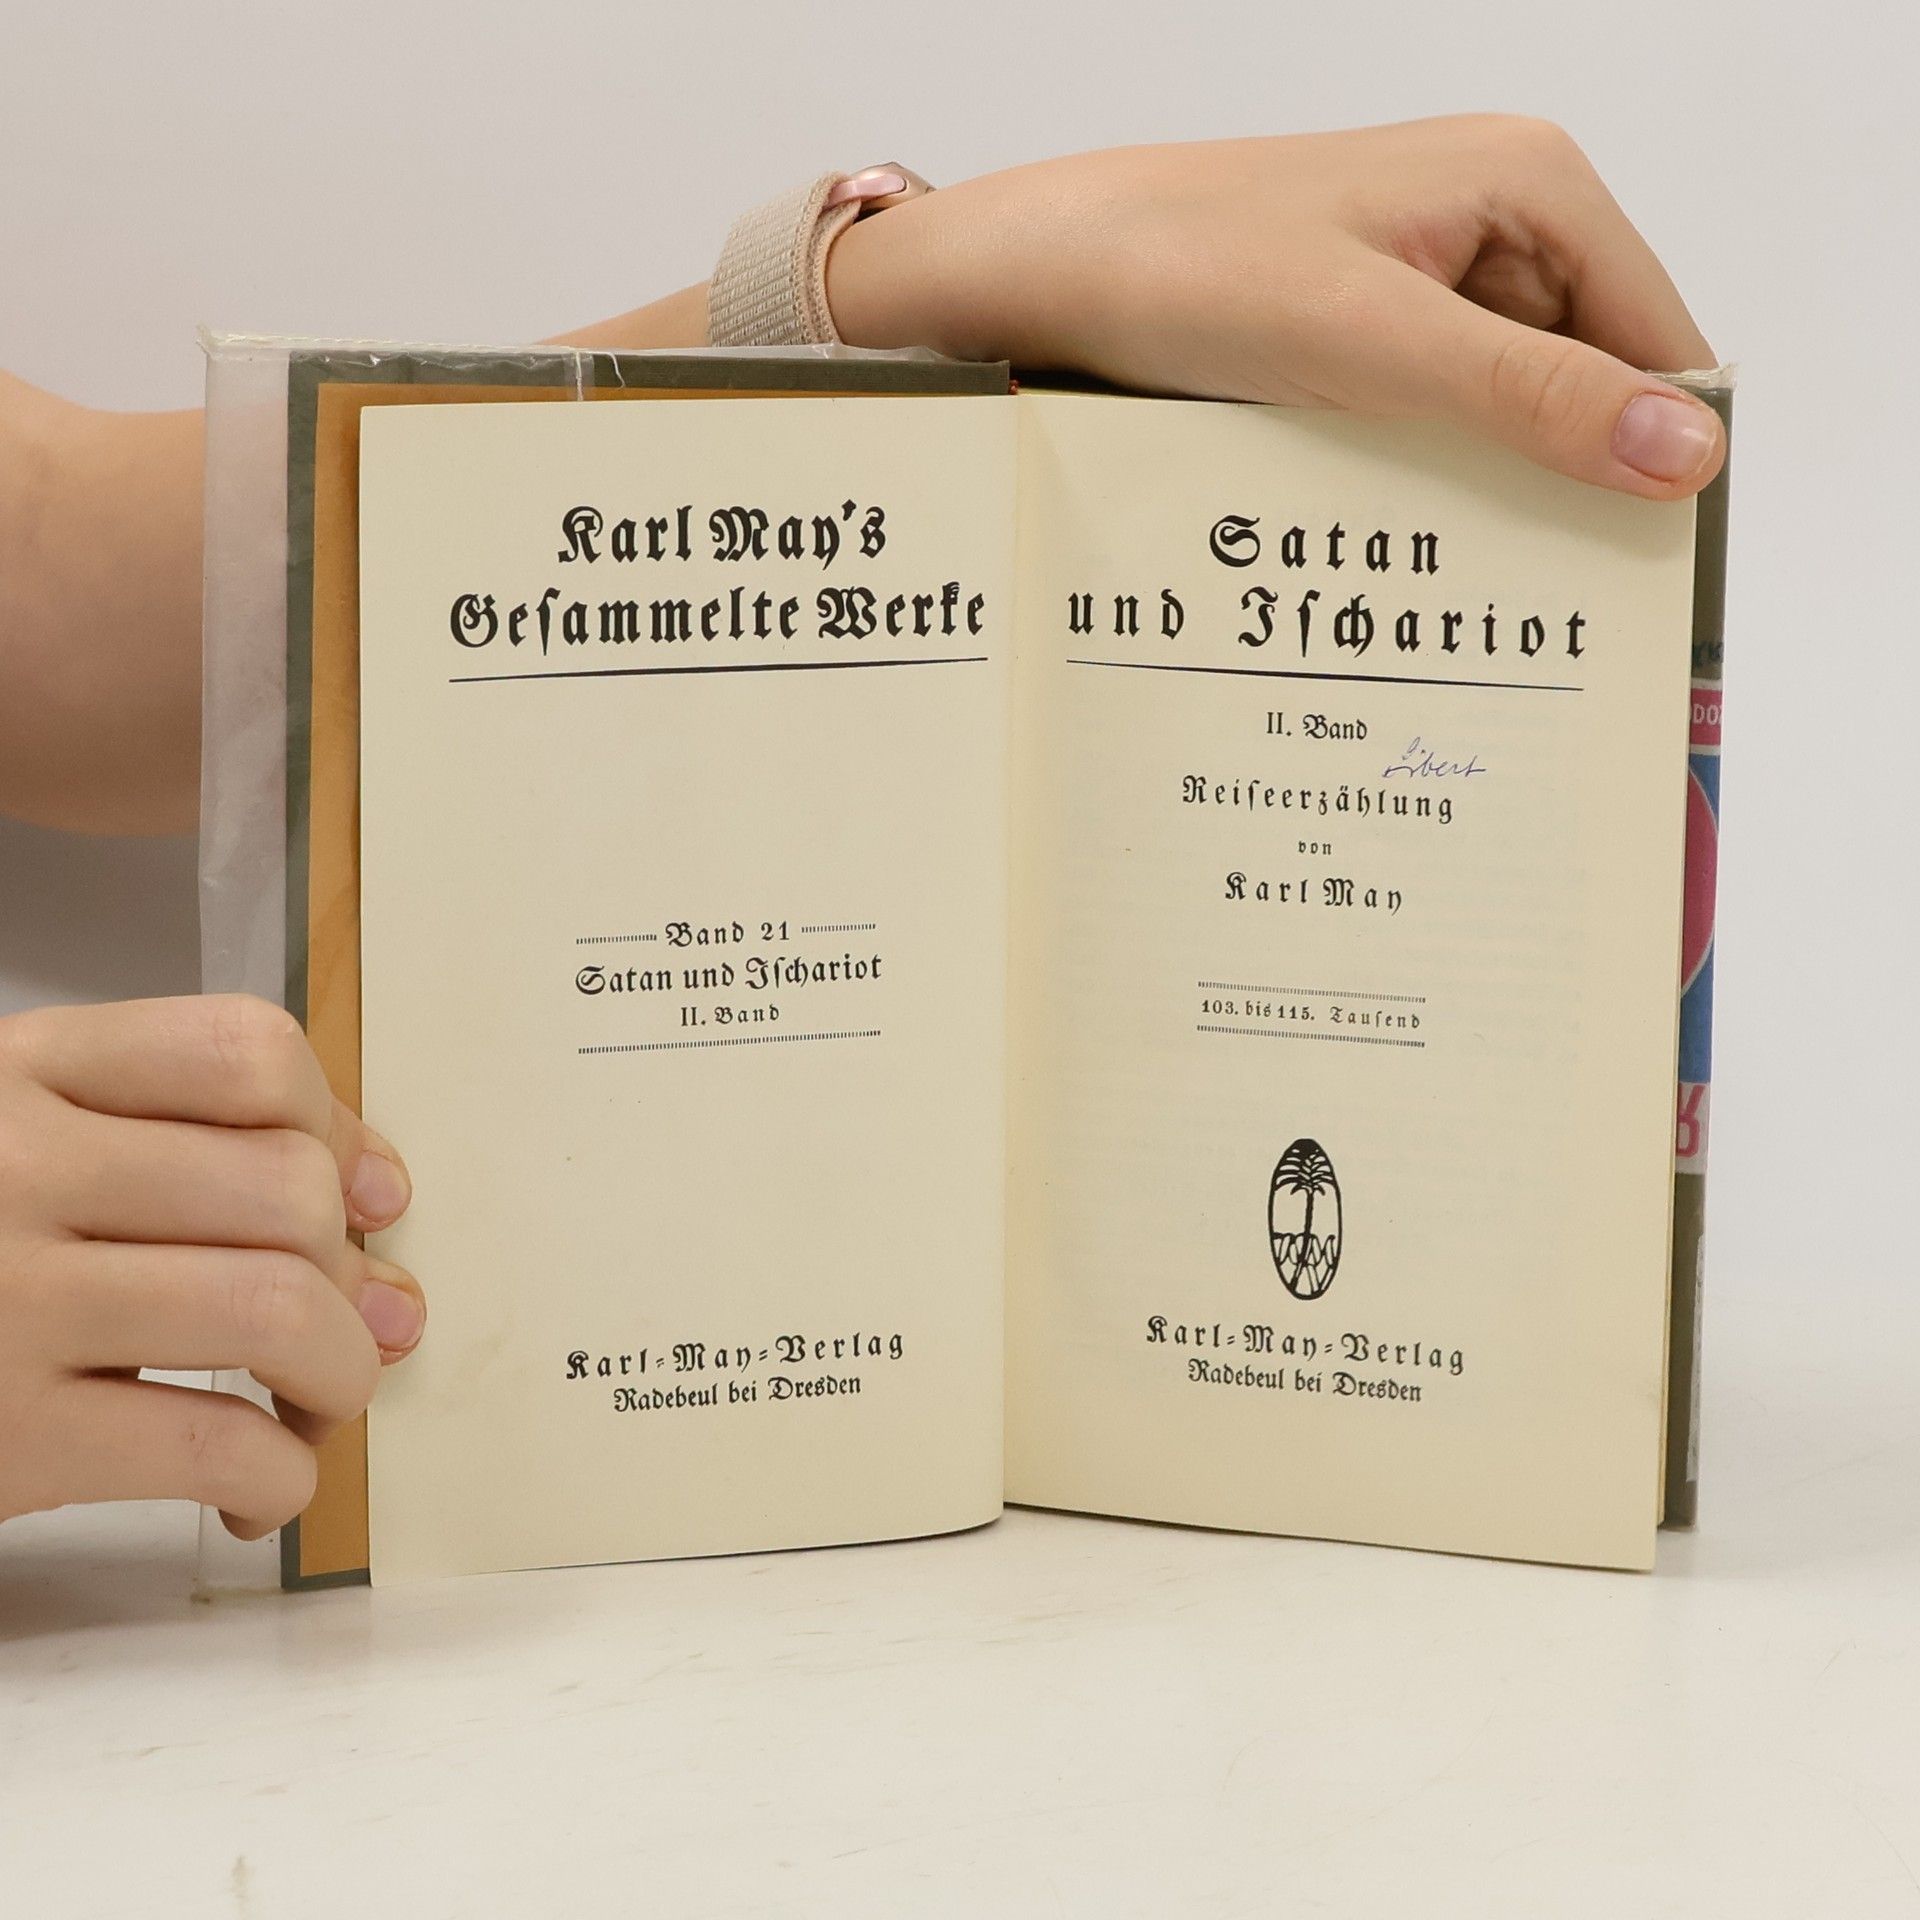 Karl May's
Geſammelte Werke
Band 21
Satan und Iſchariot
II. Band
Karl-May-Verlag
Radebeul bei Dresden
Satan
und Iſchariot
II. Band
Reiſeerzählung
von
Karl May
103. bis 115. Tauſend
Karl-May-Verlag
Radebeul bei Dresden